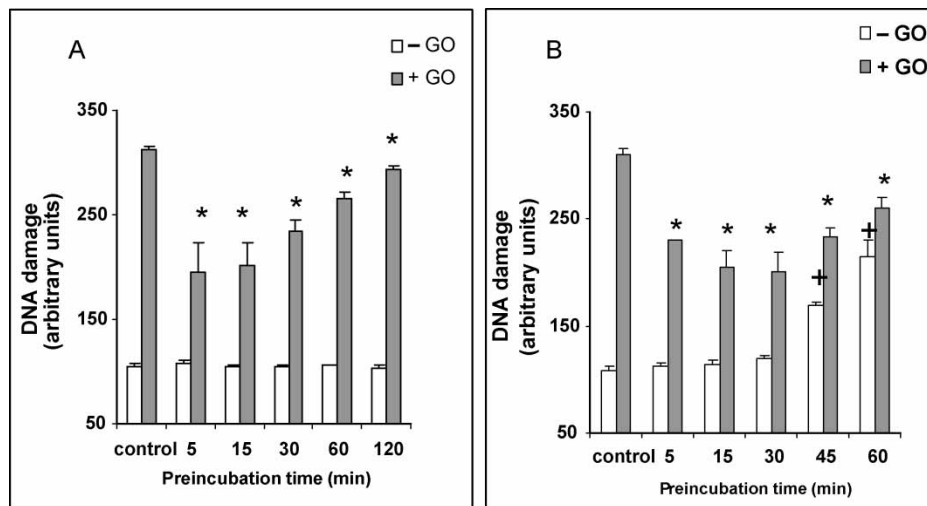 A
– GO
+ GO
DNA damage
(arbitrary units)
350
250
150
50
* * * * *
control 5 15 30 60 120
Preincubation time (min)
B
– GO
+ GO
DNA damage
(arbitrary units)
350
250
150
50
* * * * *
+ +
control 5 15 30 45 60
Preincubation time (min)